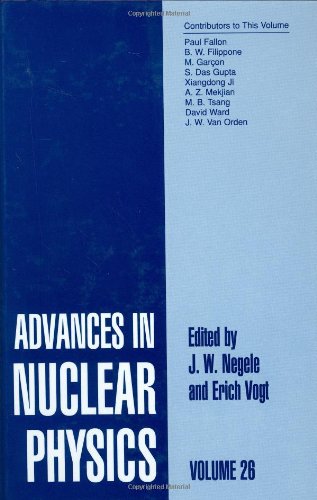 Contributors to This Volume
Paul Fallon
B. W. Filippone
M. Garçon
S. Das Gupta
Xiangdong Ji
A. Z. Mekjian
M. B. Tsang
David Ward
J. W. Van Orden
ADVANCES IN
NUCLEAR
PHYSICS
Edited by
J. W. Negele
and Erich Vogt
VOLUME 26